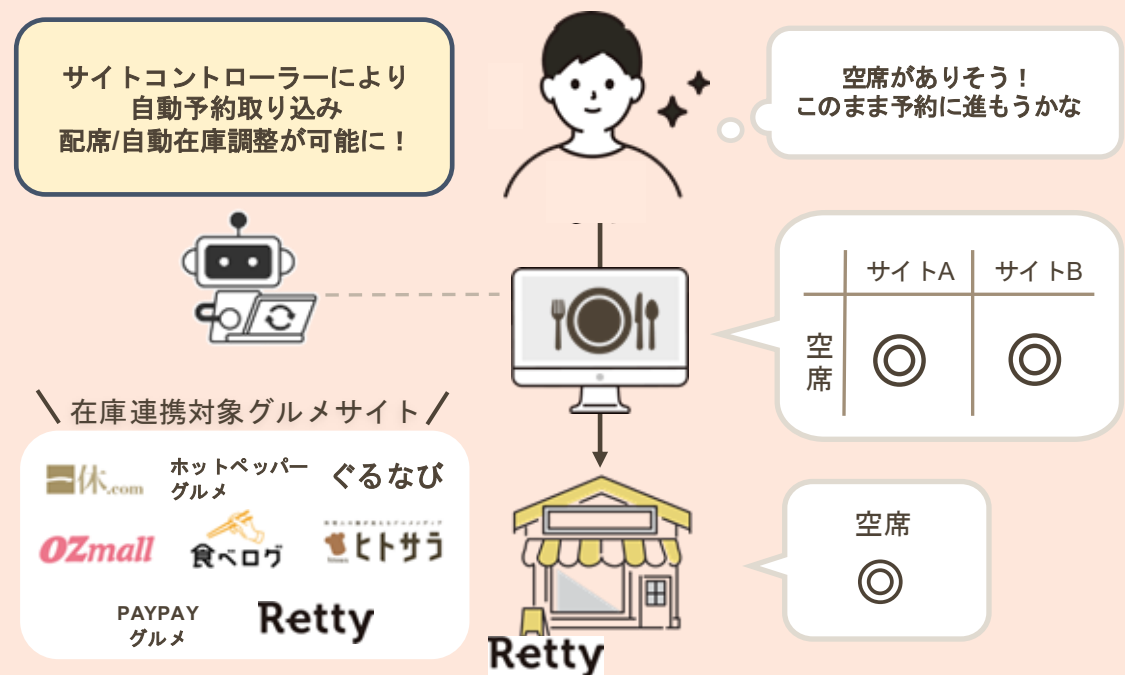 サイトコントローラーにより
自動予約取り込み
配席/自動在庫調整が可能に！
空席がありそう！
このまま予約に進もうかな
サイトA
サイトB
空席
在庫連携対象グルメサイト
一休.com
ホットペッパー
グルメ
ぐるなび
OZmall
食べログ
ヒトサラ
PAYPAY
グルメ
Retty
空席
Retty